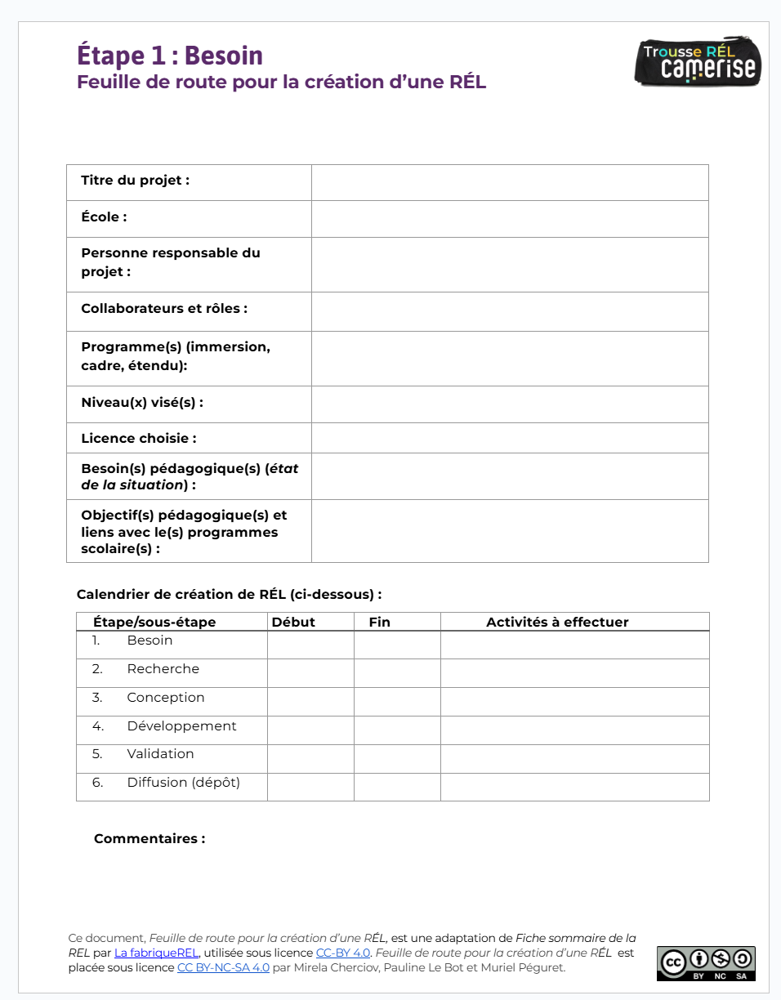 Étape 1 : Besoin
Feuille de route pour la création d’une RÉL
Trousse RÉL
camerise
Titre du projet :
École :
Personne responsable du
projet :
Collaborateurs et rôles :
Programme(s) (immersion,
cadre, étendu):
Niveau(x) visé(s) :
Licence choisie :
Besoin(s) pédagogique(s) (état
de la situation) :
Objectif(s) pédagogique(s) et
liens avec le(s) programmes
scolaire(s) :
Calendrier de création de RÉL (ci-dessous) :
Étape/sous-étape Début Fin Activités à effectuer
1. Besoin
2. Recherche
3. Conception
4. Développement
5. Validation
6. Diffusion (dépôt)
Commentaires :
Ce document, Feuille de route pour la création d’une RÉL, est une adaptation de Fiche sommaire de la
REL par La fabriqueREL, utilisée sous licence CC-BY 4.0. Feuille de route pour la création d’une RÉL est
placée sous licence CC BY-NC-SA 4.0 par Mirela Cherciov, Pauline Le Bot et Muriel Péguret.
cc
BY NC SA